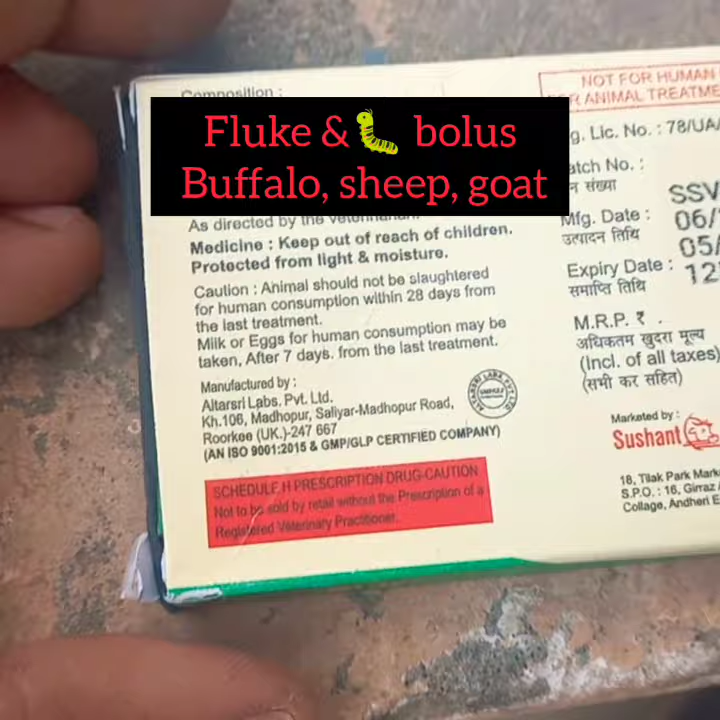 Composition :
Fluke &🐛 bolus
Buffalo, sheep, goat
As directed by the veterinarian.
Medicine : Keep out of reach of children.
Protected from light & moisture.
Caution : Animal should not be slaughtered
for human consumption within 28 days from
the last treatment.
Milk or Eggs for human consumption may be
taken, After 7 days. from the last treatment.
Manufactured by :
Altarsri Labs. Pvt. Ltd.
Kh.106, Madhopur, Saliyar-Madhopur Road,
Roorkee (UK.)-247 667
(AN ISO 9001:2015 & GMP/GLP CERTIFIED COMPANY)
SCHEDULE H PRESCRIPTION DRUG-CAUTION
Not to be sold by retail without the Prescription of a
Registered Veterinary Practitioner.
NOT FOR HUMAN
ANIMAL TREATME
g. Lic. No. : 78/UA/
atch No. :
संख्या
SSV
Mfg. Date : 06/
उत्पादन तिथि
05/
Expiry Date : 12
समाप्ति तिथि
M.R.P. ₹ .
अधिकतम खुदरा मूल्य
(Incl. of all taxes)
(सभी कर सहित)
Marketed by :
Sushant
18, Tilak Park Mark
S.P.O. : 16, Girraz
Collage, Andheri E